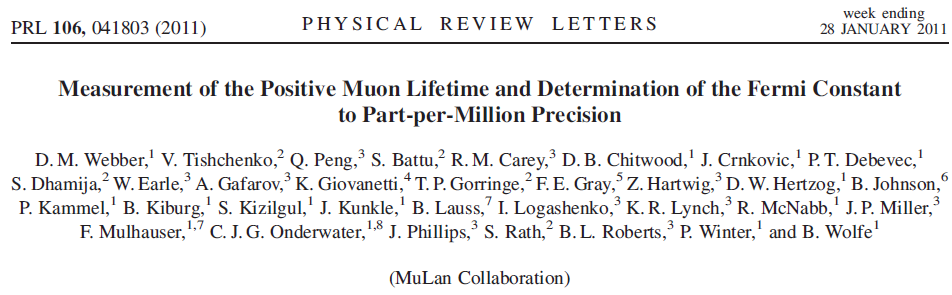 PRL 106, 041803 (2011) PHYSICAL REVIEW LETTERS week ending 28 JANUARY 2011
Measurement of the Positive Muon Lifetime and Determination of the Fermi Constant
to Part-per-Million Precision
D. M. Webber,1 V. Tishchenko,2 Q. Peng,3 S. Battu,2 R. M. Carey,3 D. B. Chitwood,1 J. Crnkovic,1 P. T. Debevec,1
S. Dhamija,2 W. Earle,3 A. Gafarov,3 K. Giovanetti,4 T. P. Gorringe,2 F. E. Gray,5 Z. Hartwig,3 D. W. Hertzog,1 B. Johnson,6
P. Kammel,1 B. Kiburg,1 S. Kizilgul,1 J. Kunkle,1 B. Lauss,7 I. Logashenko,3 K. R. Lynch,3 R. McNabb,1 J. P. Miller,3
F. Mulhauser,1,7 C. J. G. Onderwater,1,8 J. Phillips,3 S. Rath,2 B. L. Roberts,3 P. Winter,1 and B. Wolfe1
(MuLan Collaboration)